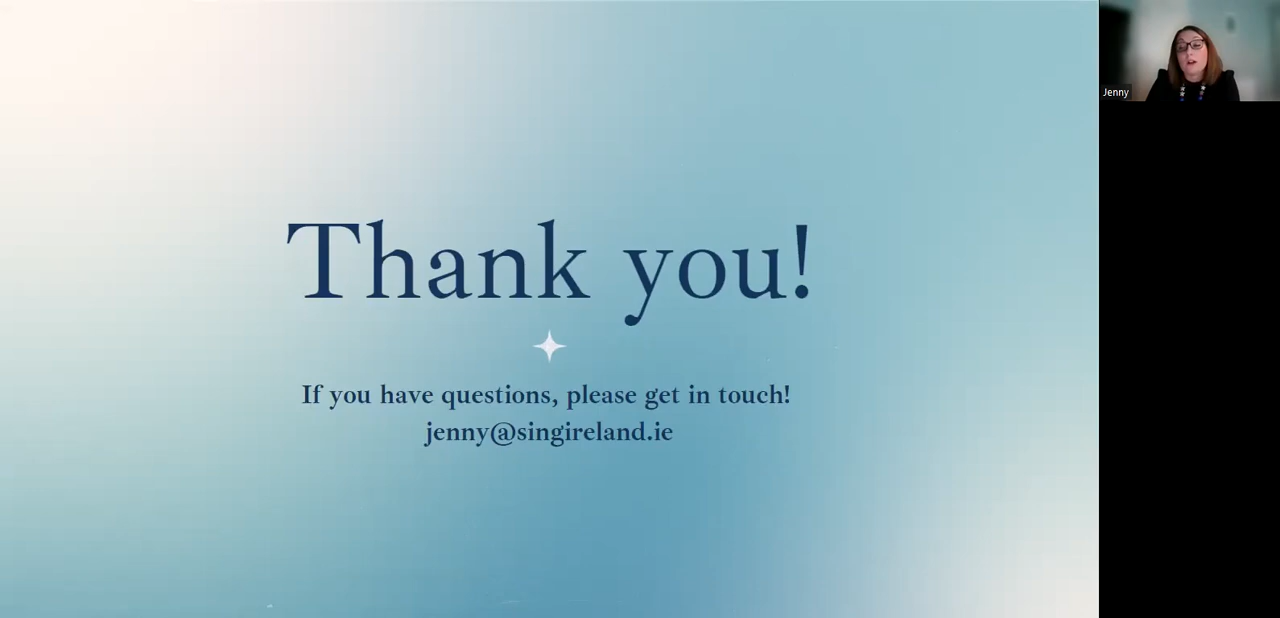 Thank you!
If you have questions, please get in touch!
jenny@singireland.ie
Jenny